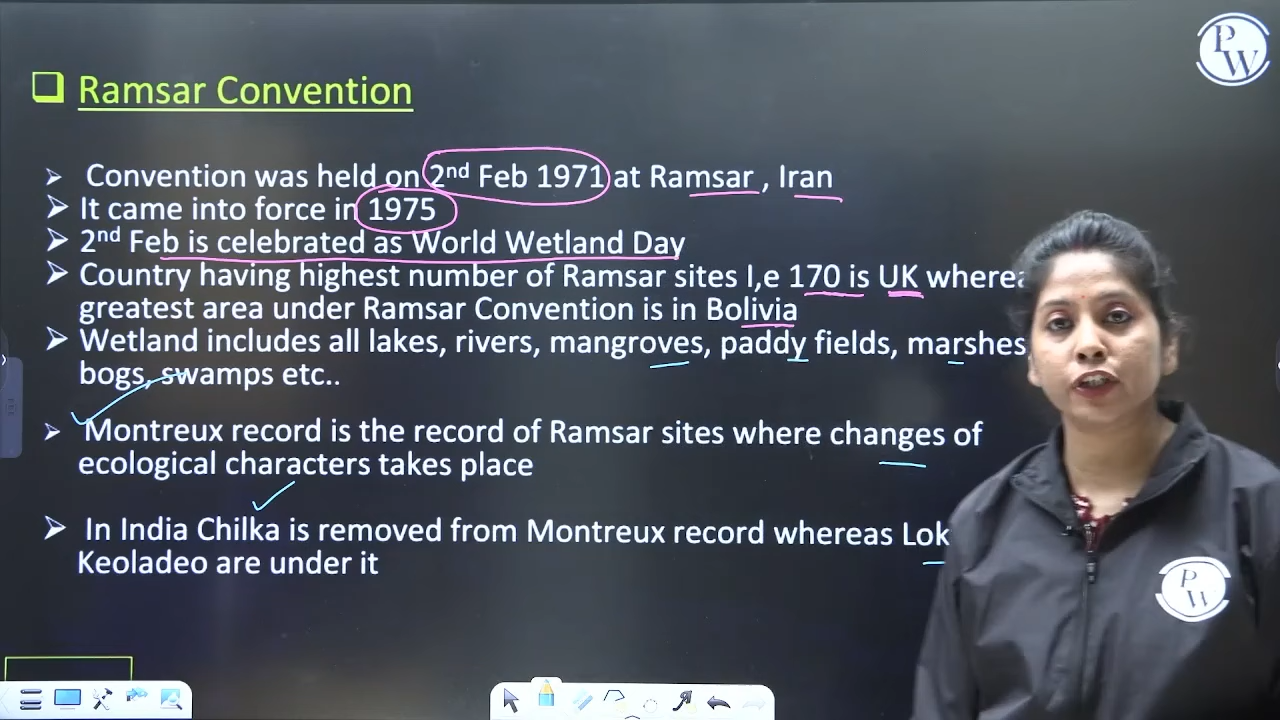 P
W
Ramsar Convention
Convention was held on 2nd Feb 1971 at Ramsar , Iran
It came into force in 1975
2nd Feb is celebrated as World Wetland Day
Country having highest number of Ramsar sites I,e 170 is UK
greatest area under Ramsar Convention is in Bolivia
Wetland includes all lakes, rivers, mangroves, paddy fields, marshes
bogs, swamps etc..
Montreux record is the record of Ramsar sites where changes of
ecological characters takes place
In India Chilka is removed from Montreux record whereas
Keoladeo are under it
P
W